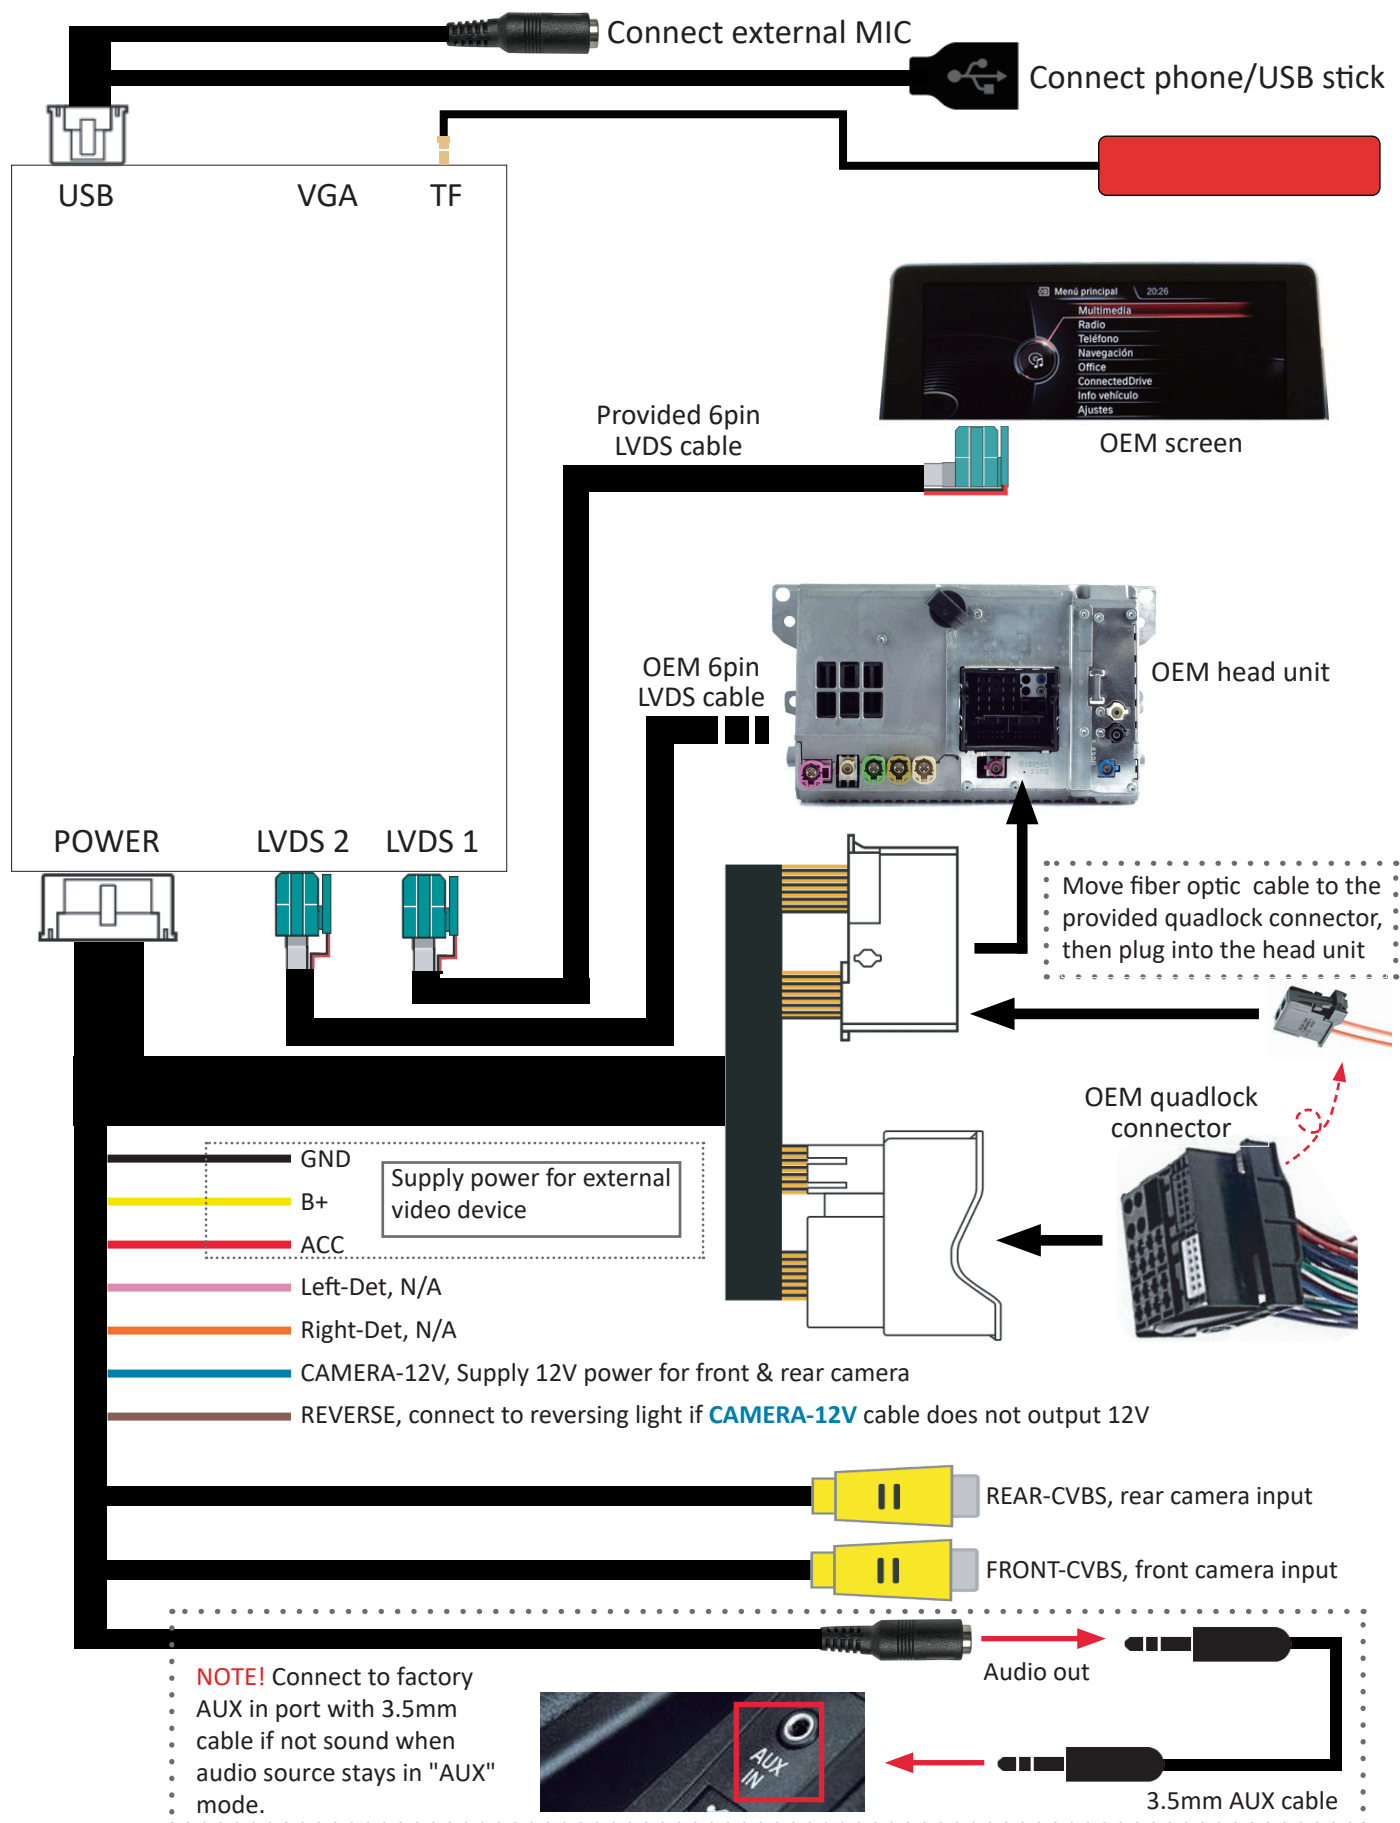 Connect external MIC
Connect phone/USB stick
USB
VGA
TF
Menú principal
20:26
Multimedia
Radio
Teléfono
Navegación
Office
ConnectedDrive
Info vehículo
Ajustes
Provided 6pin
LVDS cable
OEM screen
OEM 6pin
LVDS cable
OEM head unit
POWER
LVDS 2
LVDS 1
Move fiber optic cable to the
provided quadlock connector,
then plug into the head unit
OEM quadlock
connector
GND
Supply power for external
video device
B+
ACC
Left-Det, N/A
Right-Det, N/A
CAMERA-12V, Supply 12V power for front & rear camera
REVERSE, connect to reversing light if CAMERA-12V cable does not output 12V
REAR-CVBS, rear camera input
FRONT-CVBS, front camera input
Audio out
NOTE! Connect to factory
AUX in port with 3.5mm
cable if not sound when
audio source stays in "AUX"
mode.
AUX
IN
3.5mm AUX cable